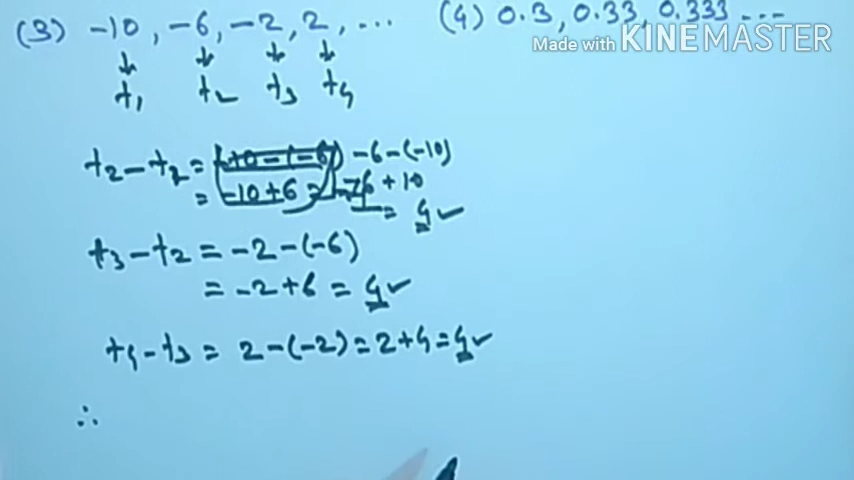 (3) -10, -6, -2, 2, ... (4) 0.3, 0.33, 0.333 ---
Made with KINEMASTER
↓ ↓ ↓ ↓
t₁ t₂ t₃ t₄
t₂ - t₁ = -6 - (-10)
= -10 + 6 = -6 + 10
= 4 ✓
t₃ - t₂ = -2 - (-6)
= -2 + 6 = 4 ✓
t₄ - t₃ = 2 - (-2) = 2 + 4 = 4 ✓
∴